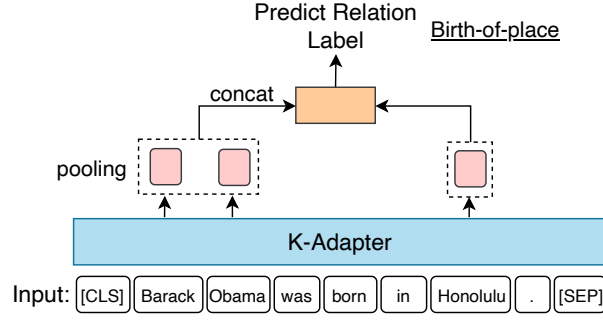 Predict Relation
Label
Birth-of-place
concat
pooling
K-Adapter
Input: [CLS] Barack Obama was born in Honolulu . [SEP]